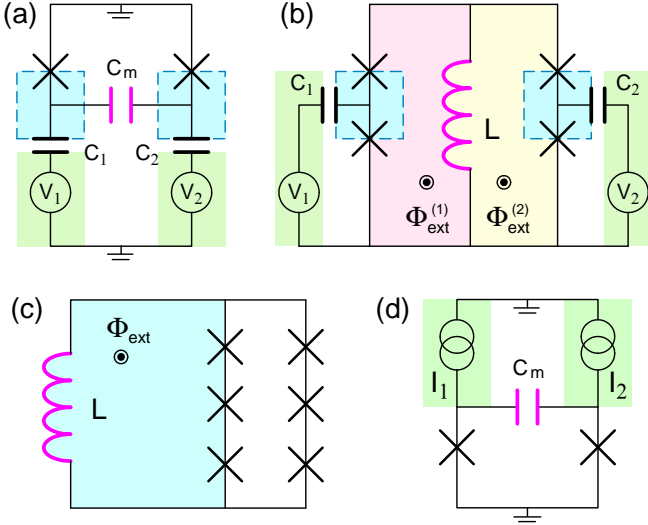 (a)
C m
C 1
C 2
V 1
V 2
(b)
C 1
C 2
L
V 1
V 2
Φ ext (1)
Φ ext (2)
(c)
Φ ext
L
(d)
I 1
C m
I 2